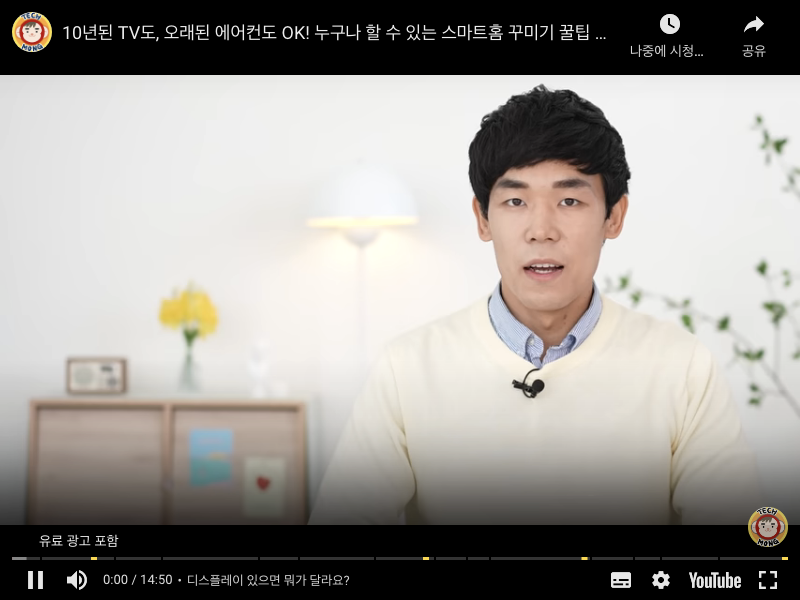 TECH
MONG
10년된 TV도, 오래된 에어컨도 OK! 누구나 할 수 있는 스마트홈 꾸미기 꿀팁 ...
나중에 시청...
공유
TECH
MONG
유료 광고 포함
0:00 / 14:50 • 디스플레이 있으면 뭐가 달라요?
YouTube